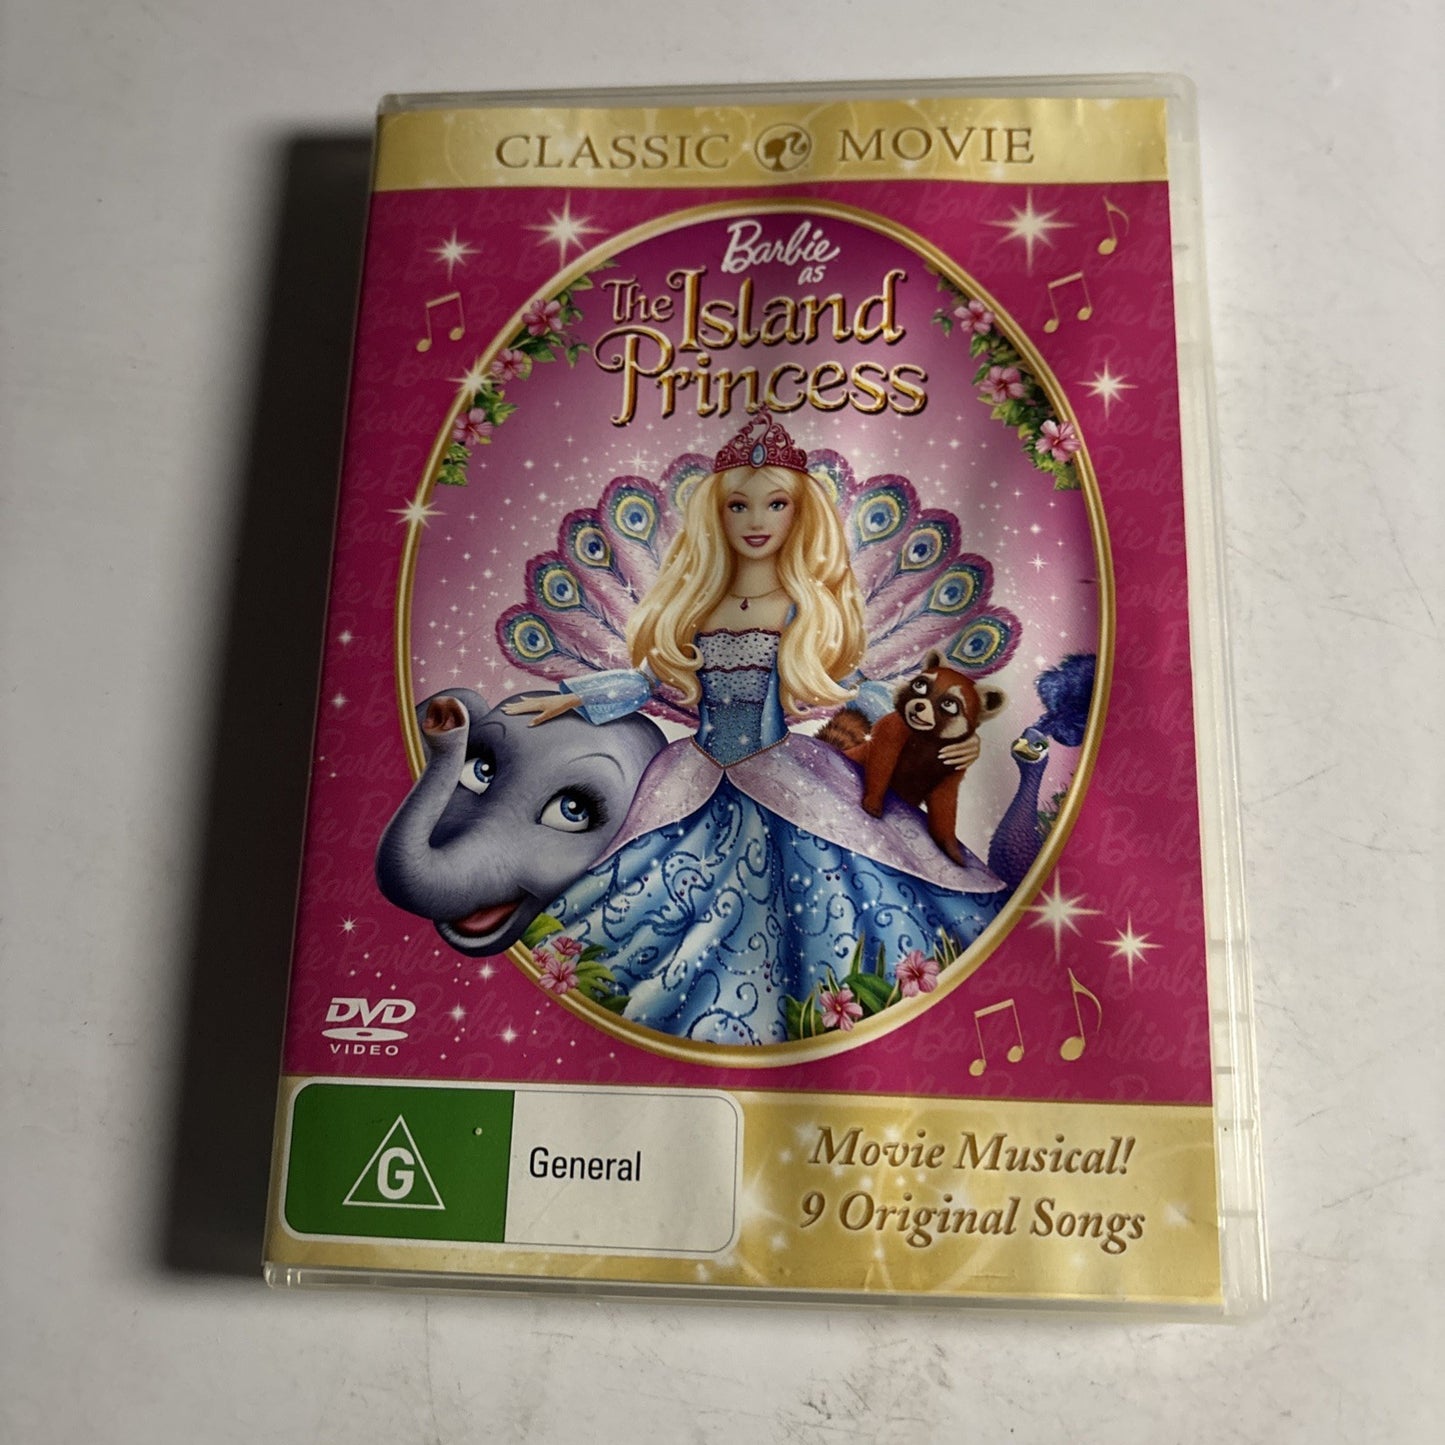 CLASSIC MOVIE
Barbie
as
The Island
Princess
DVD
VIDEO
G
General
Movie Musical!
9 Original Songs